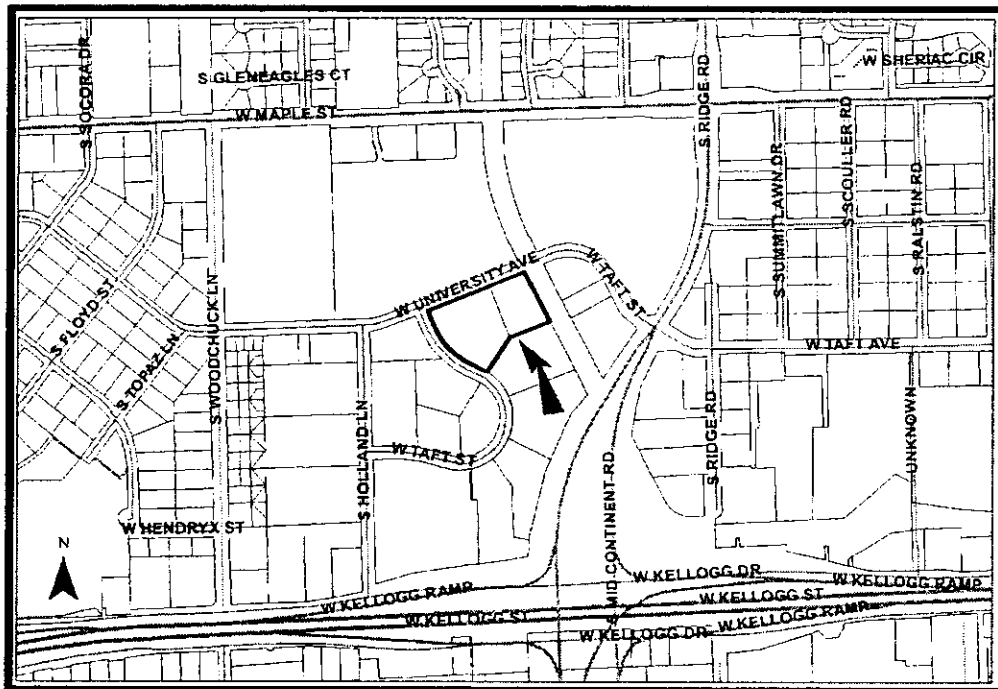 S SOCORA DR
S GLENEAGLES CT
W MAPLE ST
S RIDGE RD
W SHERIAC CIR
S SUMMITLAWN DR
S SCOULLER RD
S RALSTIN RD
W UNIVERSITY AVE
W TAFT ST
S FLOYD ST
S TOPAZ LN
S WOODCHUCK LN
W TAFT AVE
S HOLLAND LN
W TAFT ST
S RIDGE RD
UNKNOWN
W HENDRYX ST
N
S MID CONTINENT RD
W KELLOGG DR
W KELLOGG RAMP
W KELLOGG RAMP
W KELLOGG ST
W KELLOGG ST
W KELLOGG DR
W KELLOGG RAMP